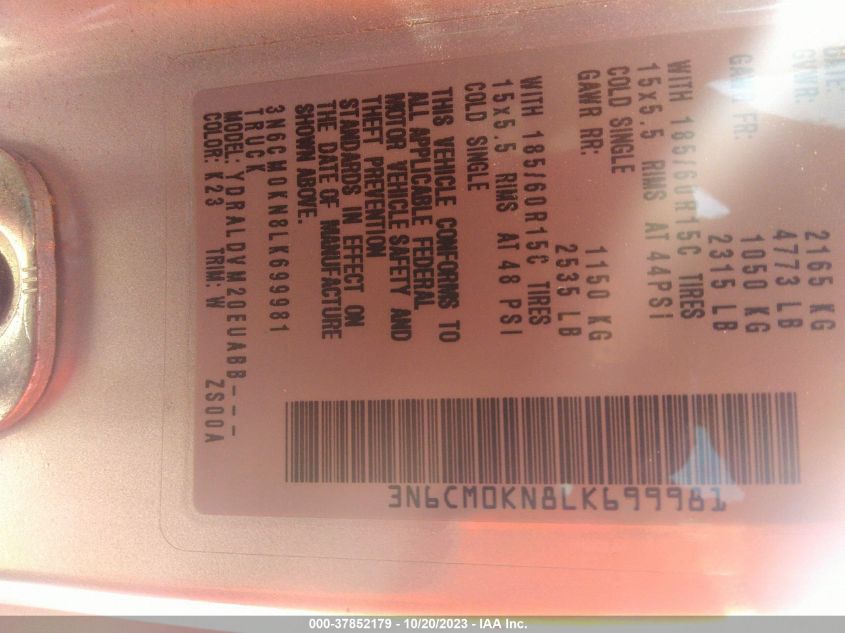 DATE:
GVWR: 2165 KG
4773 LB
GAWR FR: 1050 KG
2315 LB
WITH 185/60R15C TIRES
15x5.5 RIMS AT 44PSI
COLD SINGLE
GAWR RR: 1150 KG
2535 LB
WITH 185/60R15C TIRES
15x5.5 RIMS AT 48 PSI
COLD SINGLE
THIS VEHICLE CONFORMS TO
ALL APPLICABLE FEDERAL
MOTOR VEHICLE SAFETY AND
THEFT PREVENTION
STANDARDS IN EFFECT ON
THE DATE OF MANUFACTURE
SHOWN ABOVE.
3N6CM0KN8LK699981
TRUCK
MODEL: YDRALDYM20EUABB---
COLOR: K23 TRIM: W ZS00A
3N6CM0KN8LK699981
000-37852179 - 10/20/2023 - IAA Inc.